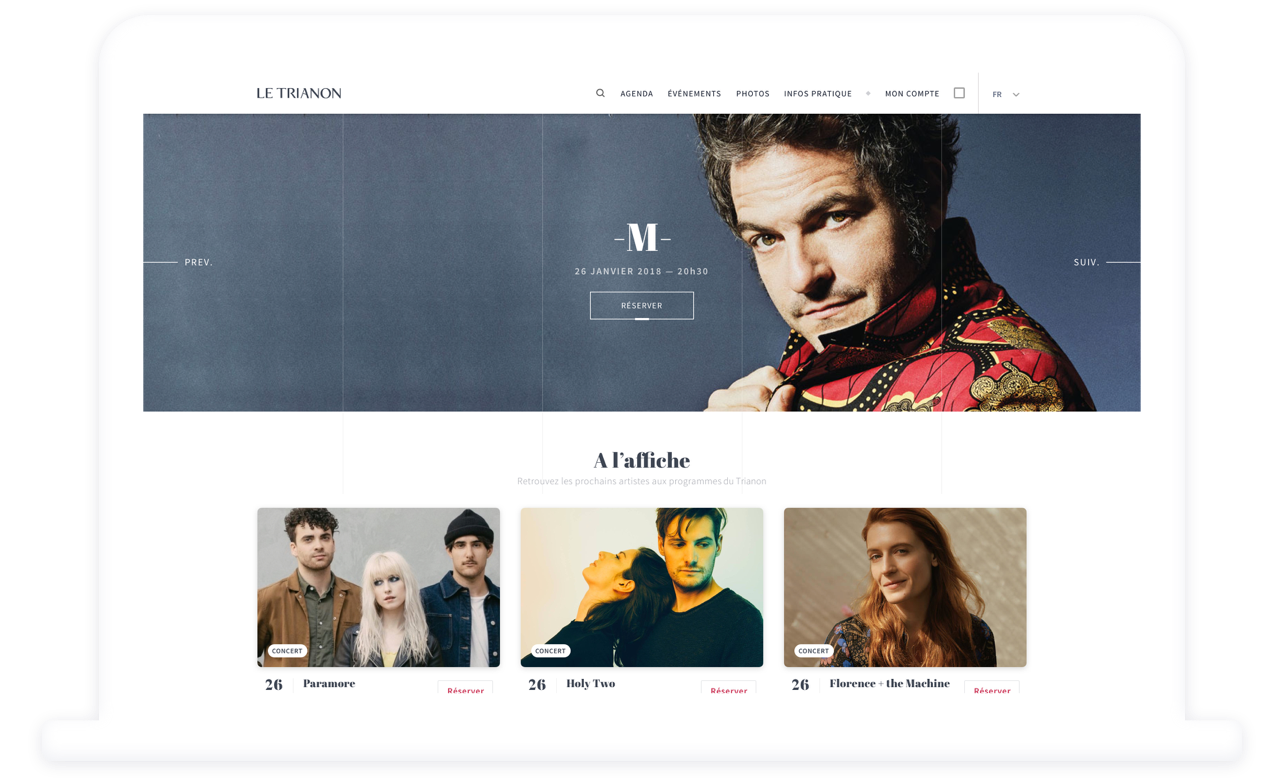 LE TRIANON
AGENDA ÉVÉNEMENTS PHOTOS INFOS PRATIQUE MON COMPTE FR
-M-
PREV.
SUIV.
26 JANVIER 2018 — 20h30
RÉSERVER
A l’affiche
Retrouvez les prochains artistes aux programmes du Trianon
CONCERT
CONCERT
CONCERT
26 Paramore Réserver
26 Holy Two Réserver
26 Florence + the Machine Réserver